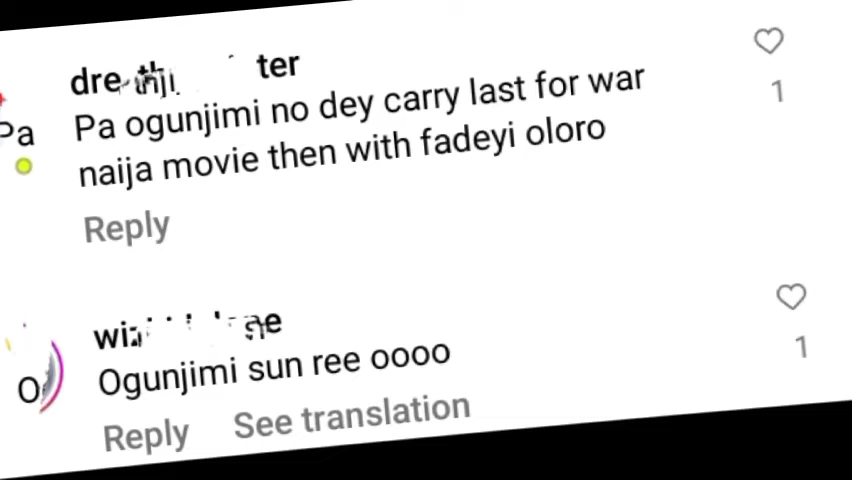 ter
Pa ogunjimi no dey carry last for war
Pa
naija movie then with fadeyi oloro
1
Reply
Ogunjimi sun ree oooo
1
Reply See translation